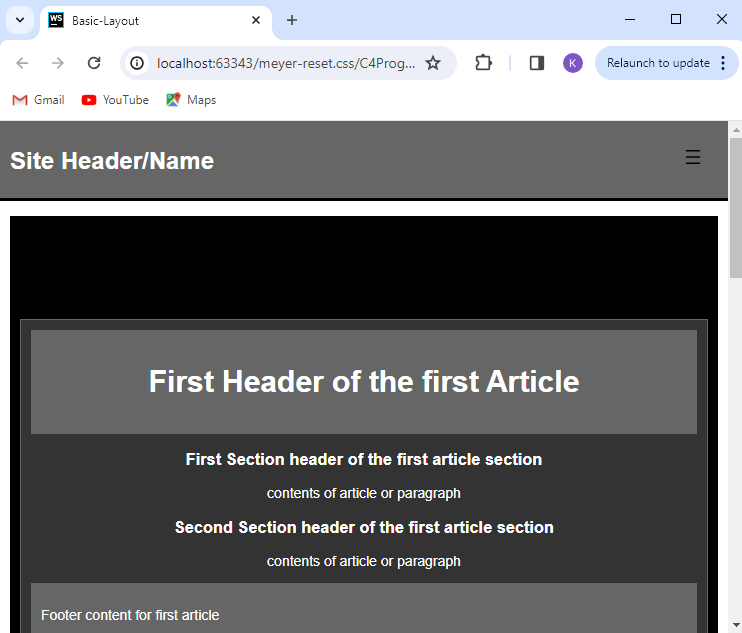 WS Basic-Layout
localhost:63343/meyer-reset.css/C4Prog...
K
Relaunch to update
Gmail YouTube Maps
Site Header/Name
First Header of the first Article
First Section header of the first article section
contents of article or paragraph
Second Section header of the first article section
contents of article or paragraph
Footer content for first article